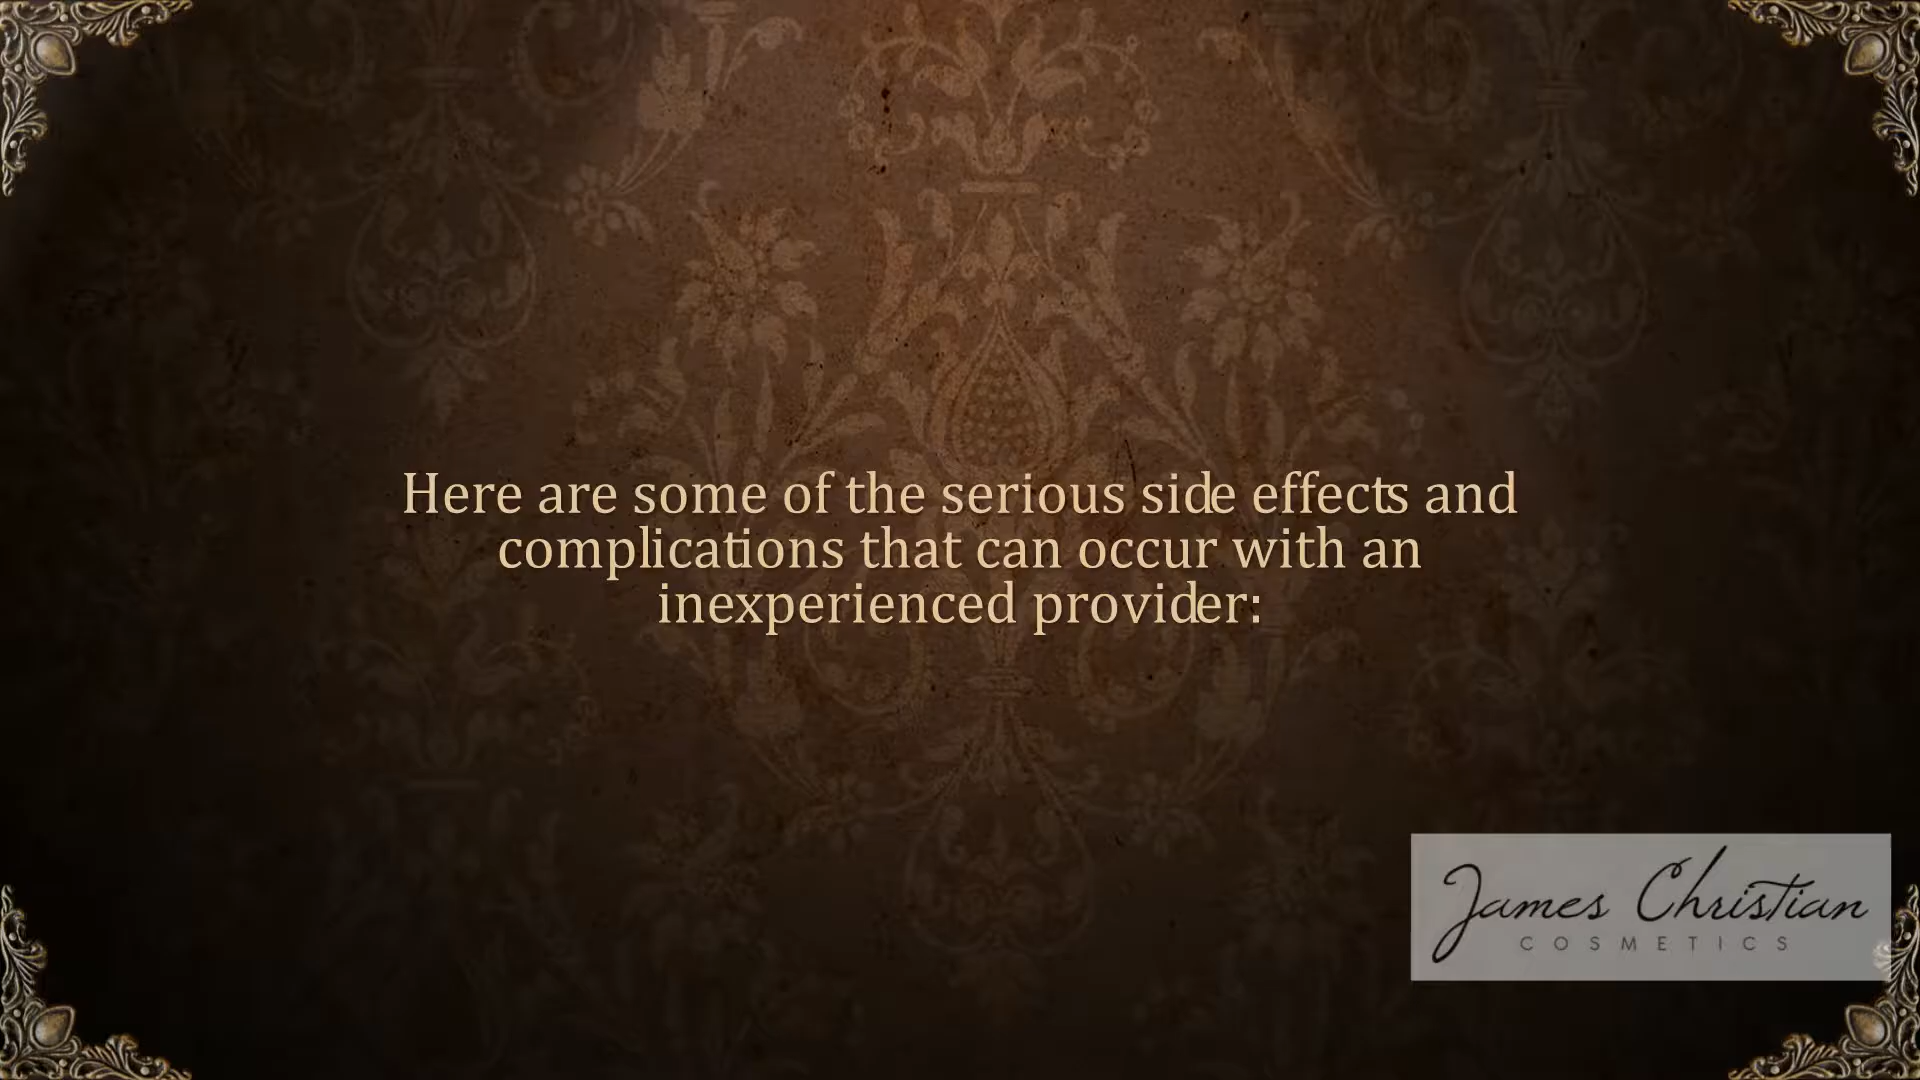 Here are some of the serious side effects and
complications that can occur with an
inexperienced provider:
James Christian
COSMETICS